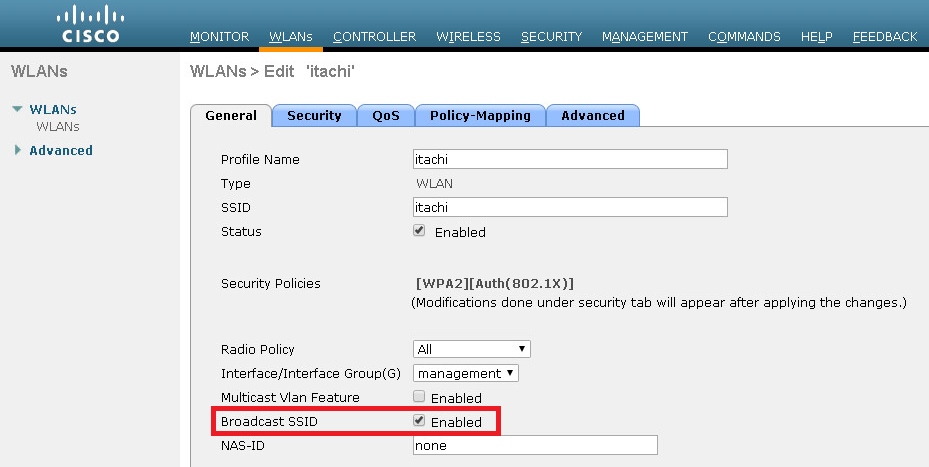 CISCO
MONITOR WLANs CONTROLLER WIRELESS SECURITY MANAGEMENT COMMANDS HELP FEEDBACK
WLANs
WLANs
WLANs
Advanced
WLANs > Edit 'itachi'
General Security QoS Policy-Mapping Advanced
Profile Name itachi
Type WLAN
SSID itachi
Status Enabled
Security Policies [WPA2][Auth(802.1X)]
(Modifications done under security tab will appear after applying the changes.)
Radio Policy All
Interface/Interface Group(G) management
Multicast Vlan Feature Enabled
Broadcast SSID Enabled
NAS-ID none